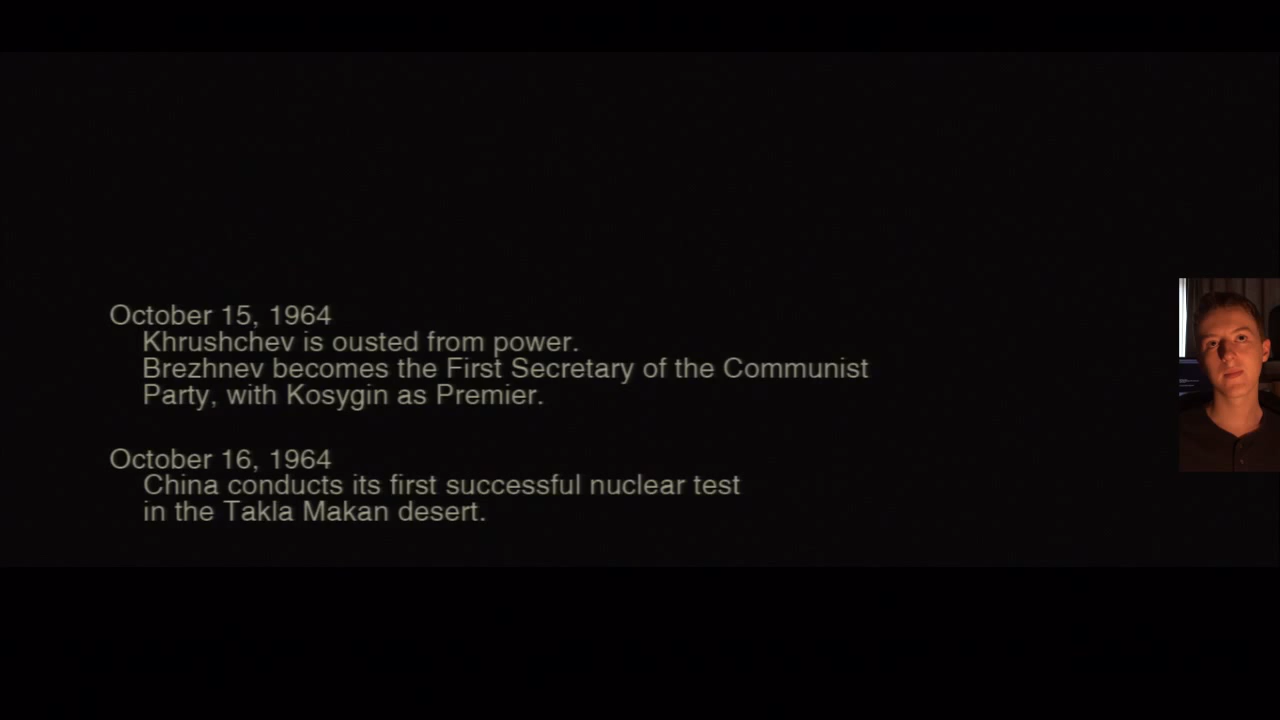 October 15, 1964
Khrushchev is ousted from power.
Brezhnev becomes the First Secretary of the Communist
Party, with Kosygin as Premier.
October 16, 1964
China conducts its first successful nuclear test
in the Takla Makan desert.